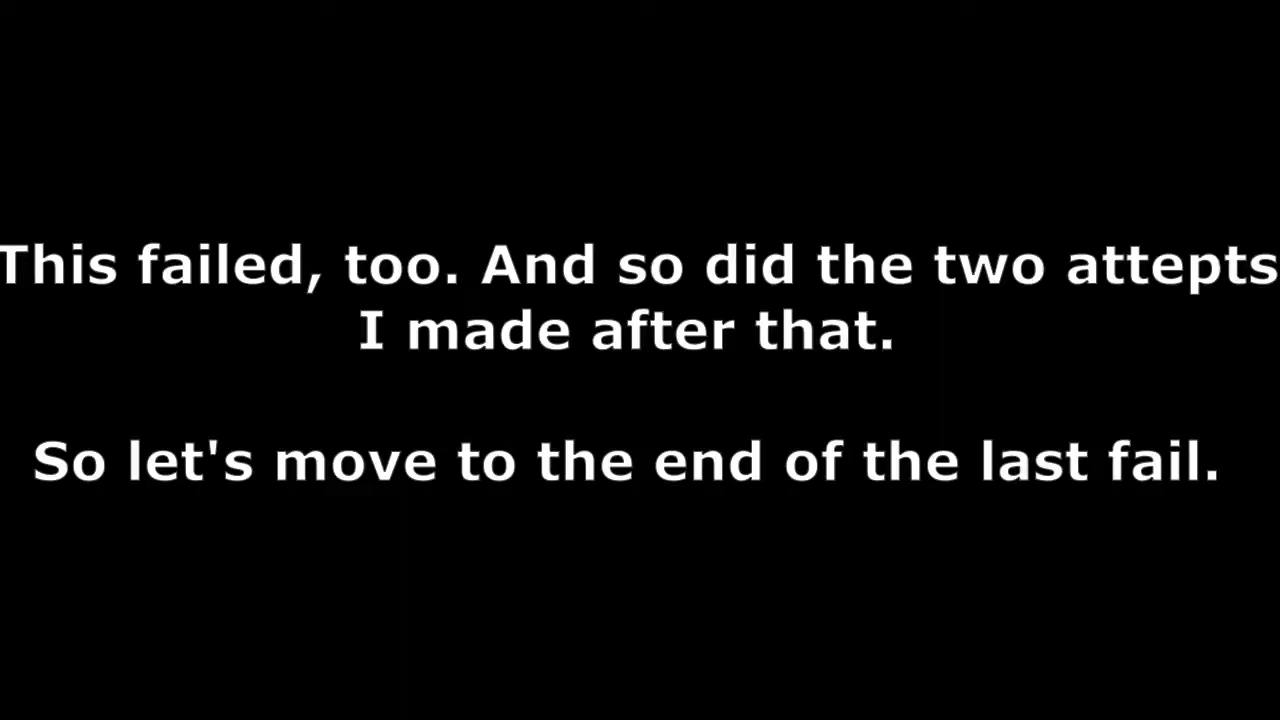 This failed, too. And so did the two attepts
I made after that.
So let's move to the end of the last fail.